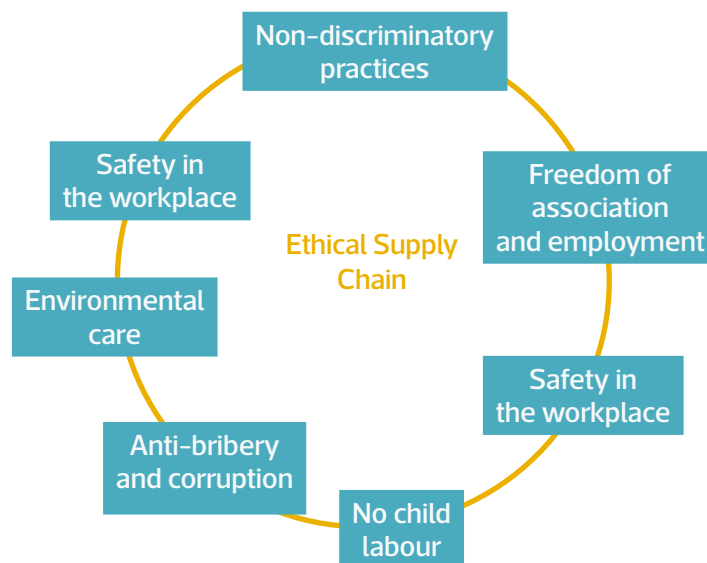 Non-discriminatory
practices
Freedom of
association
and employment
Safety in
the workplace
No child
labour
Anti-bribery
and corruption
Environmental
care
Safety in
the workplace
Ethical Supply
Chain